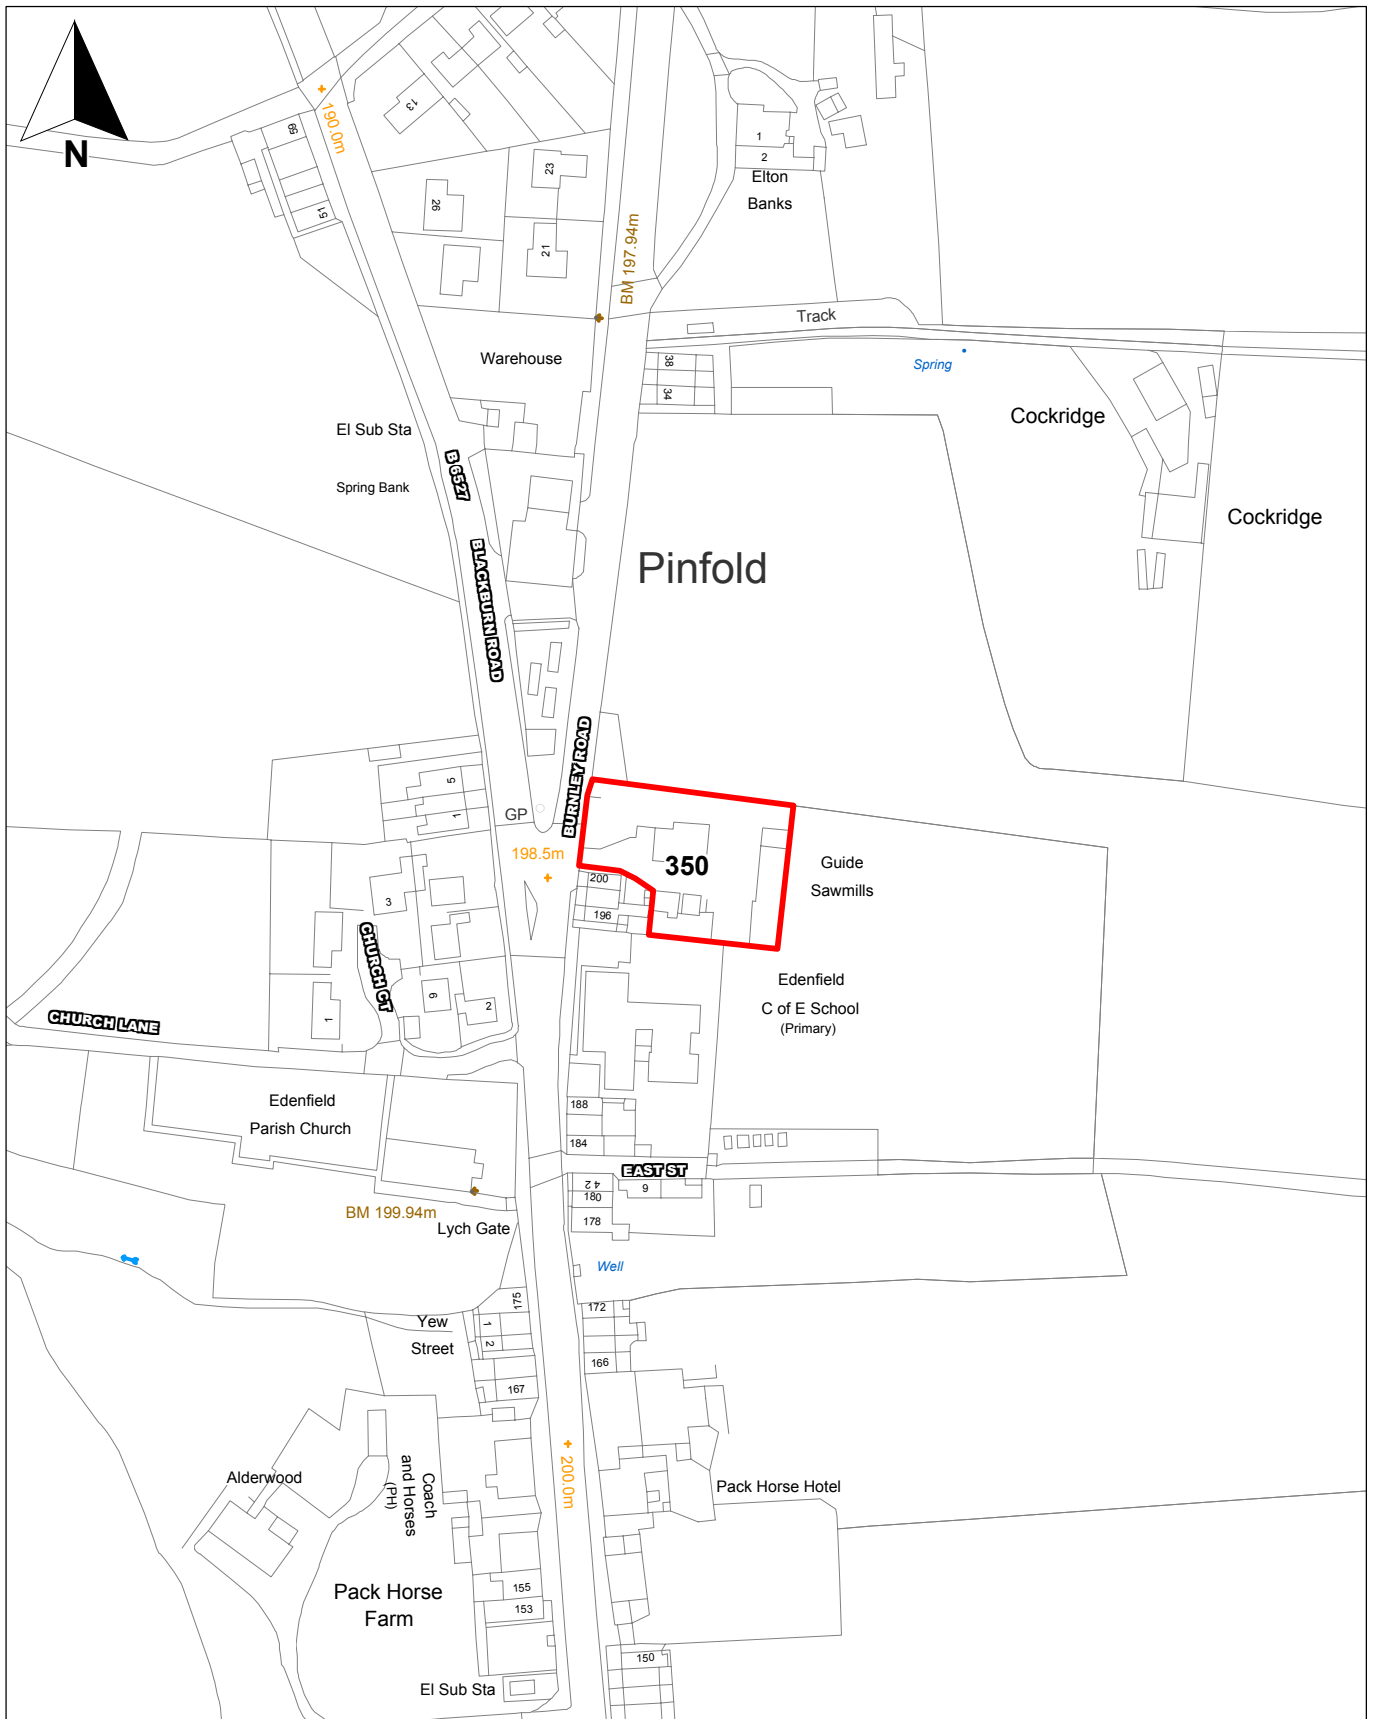 N
59
190.0m
13
51
26
23
21
BM 197.94m
1
2
Elton
Banks
Track
Spring
Warehouse
38
34
Cockridge
El Sub Sta
B 6527
Spring Bank
Cockridge
Pinfold
BLACKBURN ROAD
BURNLEY ROAD
5
1
GP
198.5m
350
Guide
Sawmills
200
196
3
CHURCH CT
6
2
1
CHURCH LANE
Edenfield
C of E School
(Primary)
Edenfield
Parish Church
188
184
EAST ST
4 2
6
180
178
BM 199.94m
Lych Gate
Well
175
172
Yew
Street
1
2
166
167
Alderwood
Coach
and Horses
(PH)
200.0m
Pack Horse Hotel
Pack Horse
Farm
155
153
150
El Sub Sta